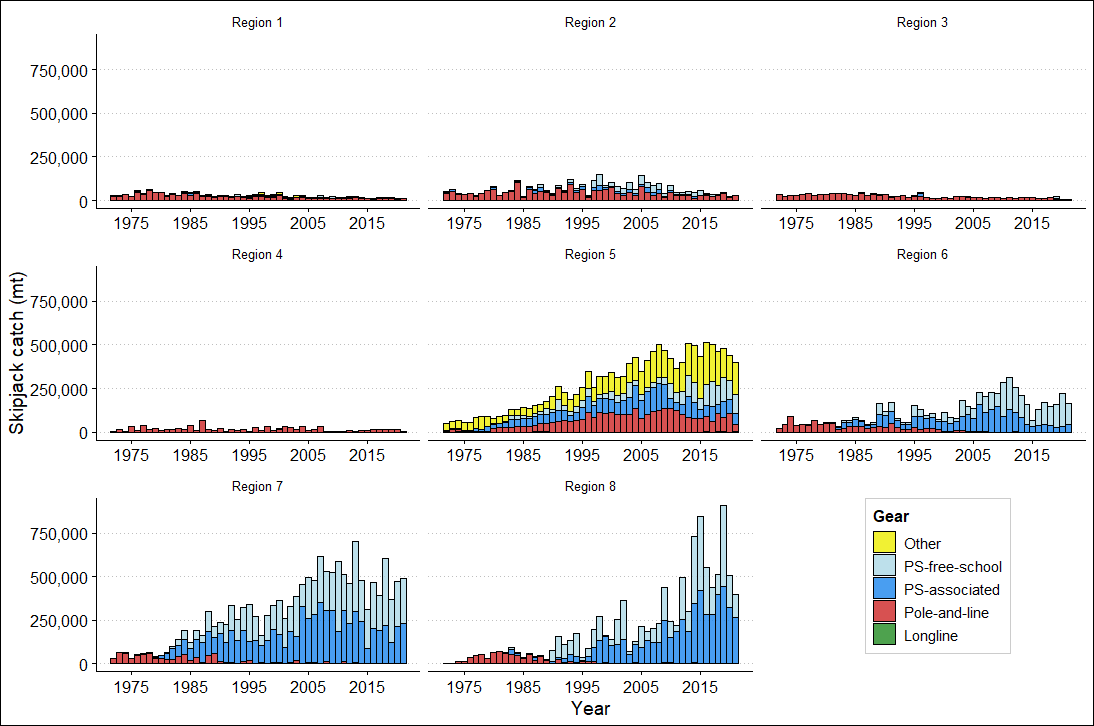 Region 1 Region 2 Region 3
750,000
500,000
250,000
0
1975 1985 1995 2005 2015 1975 1985 1995 2005 2015 1975 1985 1995 2005 2015
Region 4 Region 5 Region 6
Skipjack catch (mt)
750,000
500,000
250,000
0
1975 1985 1995 2005 2015 1975 1985 1995 2005 2015 1975 1985 1995 2005 2015
Region 7 Region 8
750,000
500,000
250,000
0
1975 1985 1995 2005 2015 1975 1985 1995 2005 2015
Year
Gear
Other
PS-free-school
PS-associated
Pole-and-line
Longline